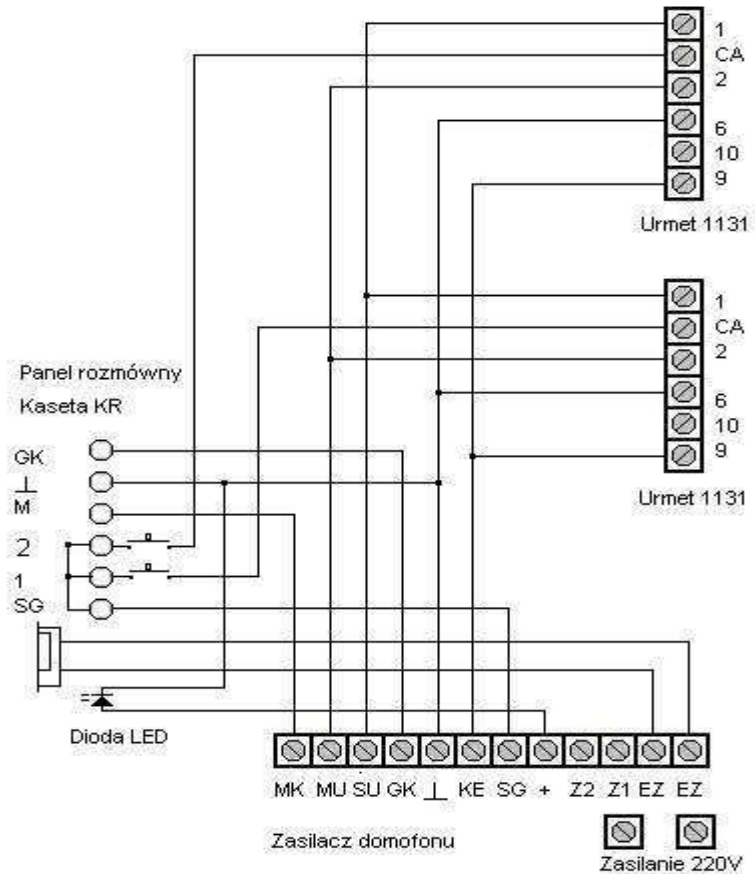 1
CA
2
6
10
9
Urmet 1131
1
CA
2
6
10
9
Urmet 1131
Panel rozmówny
Kaseta KR
GK
⊥
M
2
1
SG
Dioda LED
MK MU SU GK ⊥ KE SG + Z2 Z1 EZ EZ
Zasilacz domofonu
Zasilanie 220V